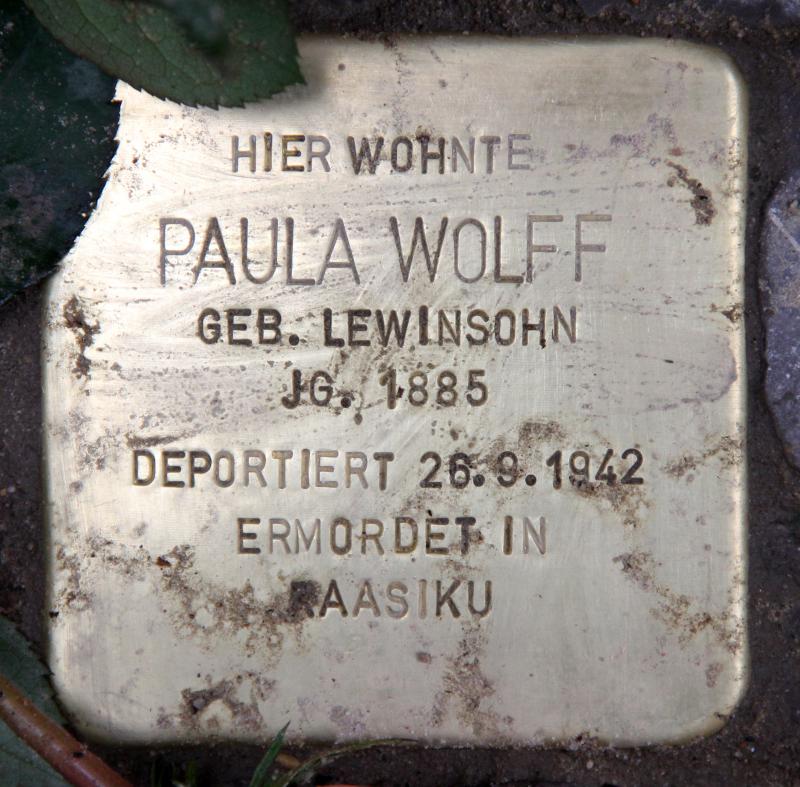 HIER WOHNTE
PAULA WOLFF
GEB. LEWINSOHN
JG. 1885
DEPORTIERT 26.9.1942
ERMORDET IN
RAASIKU